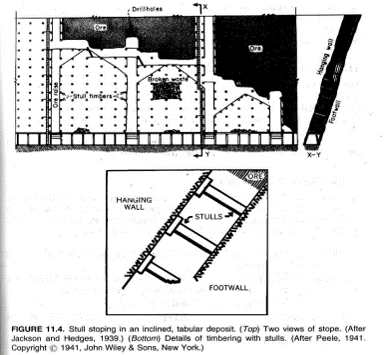 Drillholes
X
Ore
Ore
Hanging wall
Ore raise
Broken waste
Stull timbers
Footwall
Y
X-Y
ORE
HANGING
WALL
STULLS
FOOTWALL
FIGURE 11.4. Stull stoping in an inclined, tabular deposit. (Top) Two views of stope. (After
Jackson and Hedges, 1939.) (Bottom) Details of timbering with stulls. (After Peele, 1941.
Copyright © 1941, John Wiley & Sons, New York.)